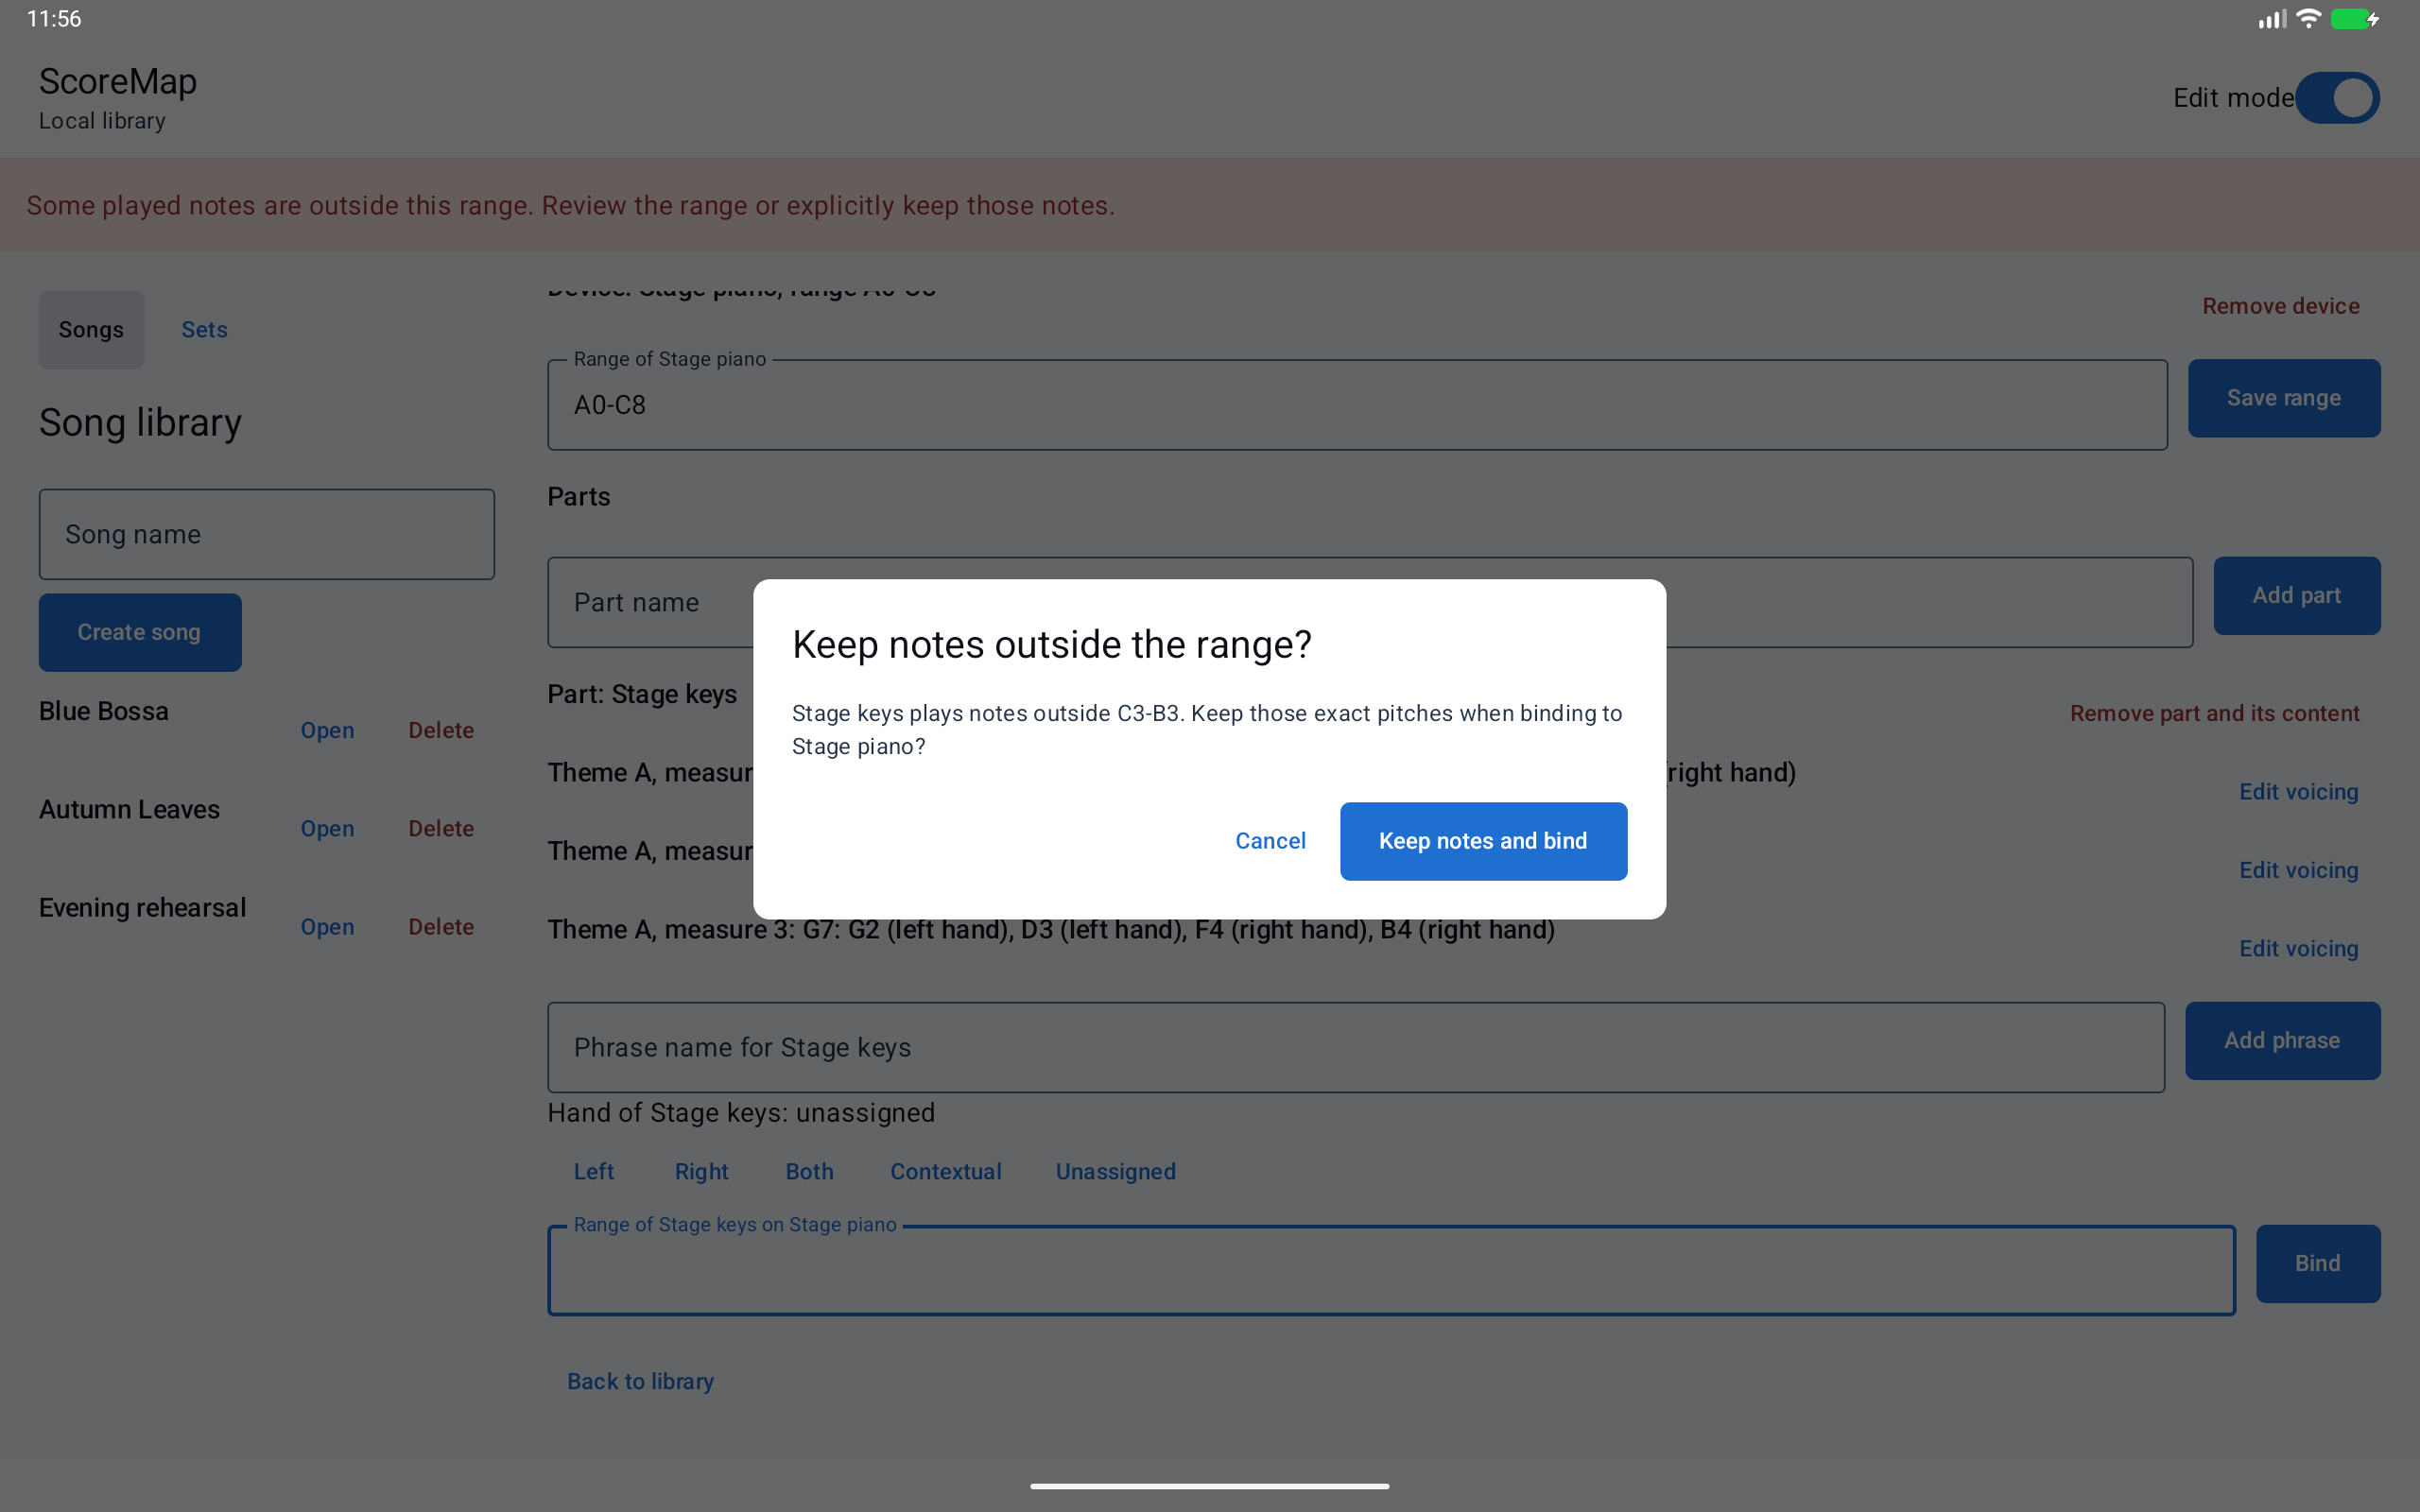 11:56
ScoreMap
Local library
Edit mode
Some played notes are outside this range. Review the range or explicitly keep those notes.
Songs
Sets
Device: Stage piano, range A0-C8
Remove device
Range of Stage piano
A0-C8
Save range
Song library
Parts
Song name
Part name
Add part
Create song
Keep notes outside the range?
Part: Stage keys
Remove part and its content
Stage keys plays notes outside C3-B3. Keep those exact pitches when binding to
Stage piano?
Blue Bossa
Open
Delete
Theme A, measur
right hand)
Edit voicing
Cancel
Keep notes and bind
Autumn Leaves
Open
Delete
Theme A, measur
Edit voicing
Evening rehearsal
Open
Delete
Theme A, measure 3: G7: G2 (left hand), D3 (left hand), F4 (right hand), B4 (right hand)
Edit voicing
Phrase name for Stage keys
Add phrase
Hand of Stage keys: unassigned
Left
Right
Both
Contextual
Unassigned
Range of Stage keys on Stage piano
Bind
Back to library